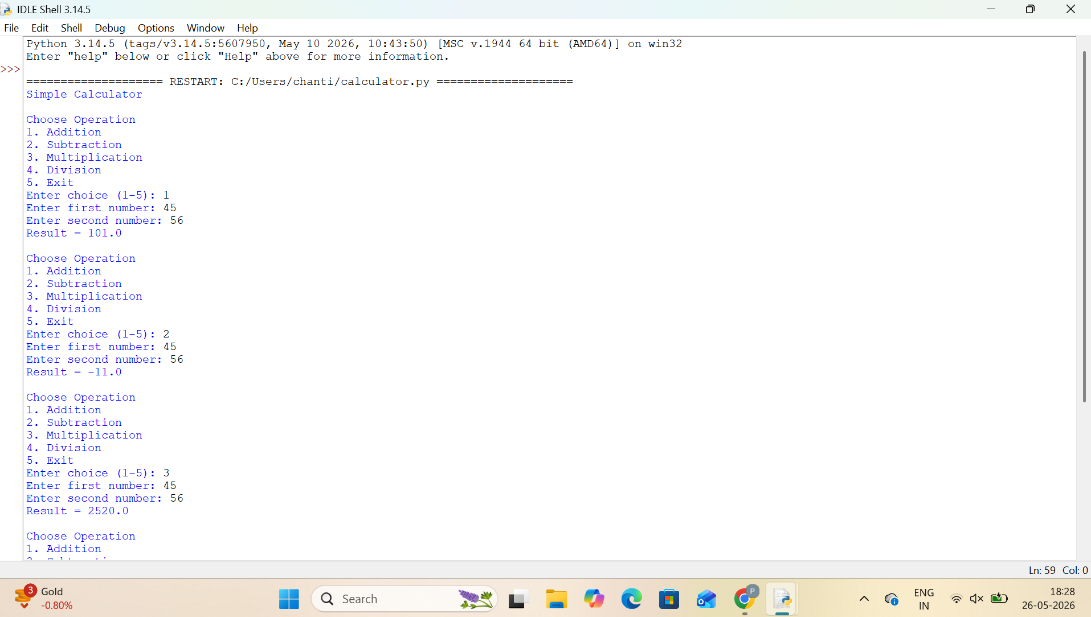 IDLE Shell 3.14.5
File Edit Shell Debug Options Window Help
Python 3.14.5 (tags/v3.14.5:5607950, May 10 2026, 10:43:50) [MSC v.1944 64 bit (AMD64)] on win32
Enter "help" below or click "Help" above for more information.
>>>
==================== RESTART: C:/Users/chanti/calculator.py ====================
Simple Calculator
Choose Operation
1. Addition
2. Subtraction
3. Multiplication
4. Division
5. Exit
Enter choice (1-5): 1
Enter first number: 45
Enter second number: 56
Result = 101.0
Choose Operation
1. Addition
2. Subtraction
3. Multiplication
4. Division
5. Exit
Enter choice (1-5): 2
Enter first number: 45
Enter second number: 56
Result = -11.0
Choose Operation
1. Addition
2. Subtraction
3. Multiplication
4. Division
5. Exit
Enter choice (1-5): 3
Enter first number: 45
Enter second number: 56
Result = 2520.0
Choose Operation
1. Addition
Ln: 59 Col: 0
3
Gold
-0.80%
Search
P
ENG
IN
18:28
26-05-2026